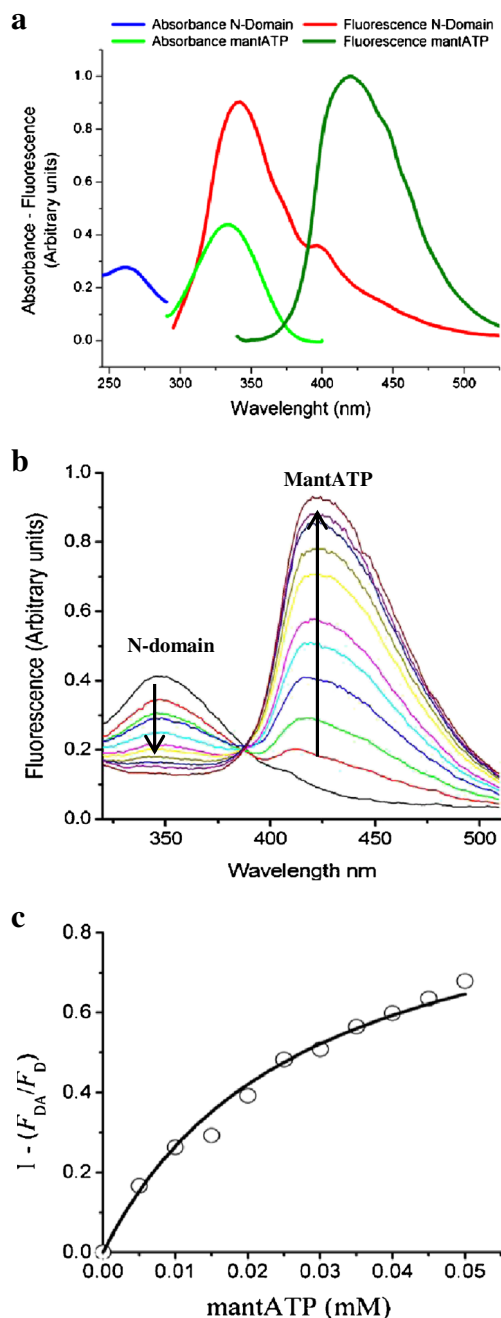 a
Absorbance N-Domain Fluorescence N-Domain
Absorbance mantATP Fluorescence mantATP
Absorbance - Fluorescence
(Arbitrary units)
1.0
0.8
0.6
0.4
0.2
0.0
250 300 350 400 450 500
Wavelenght (nm)
b
Fluorescence (Arbitrary units)
1.0
0.8
0.6
0.4
0.2
0.0
MantATP
N-domain
350 400 450 500
Wavelength nm
c
1 - (F_DA/F_D)
0.8
0.6
0.4
0.2
0.0
0.00 0.01 0.02 0.03 0.04 0.05
mantATP (mM)